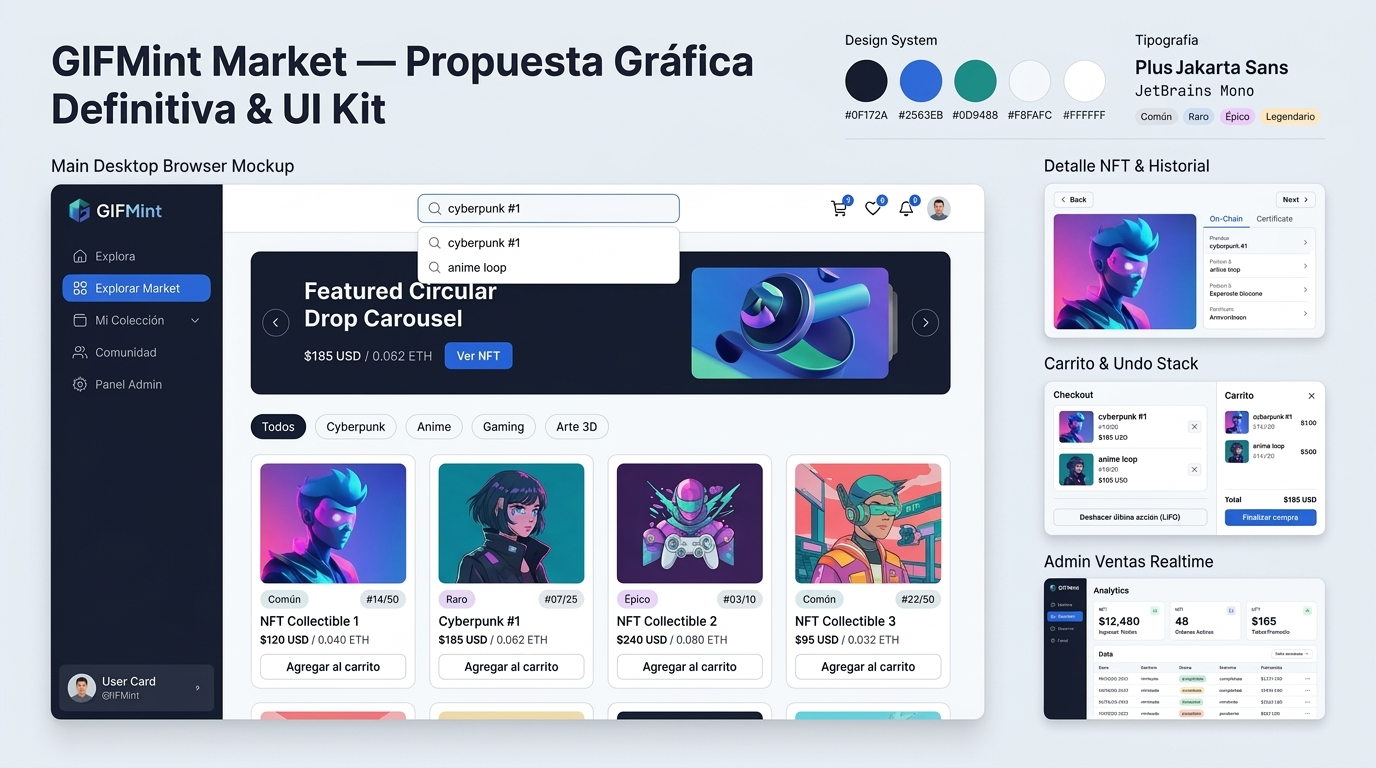 GIFMint Market — Propuesta Gráfica
Definitiva & UI Kit
Design System
#0F172A #2563EB #0D9488 #F8FAFC #FFFFFF
Tipografía
Plus Jakarta Sans
JetBrains Mono
Común Raro Épico Legendario
Main Desktop Browser Mockup
GIFMint
Explora
Explorar Market
Mi Colección
Comunidad
Panel Admin
User Card
@IFMint
cyberpunk #1
cyberpunk #1
anime loop
Featured Circular
Drop Carousel
$185 USD / 0.062 ETH Ver NFT
Todos Cyberpunk Anime Gaming Arte 3D
Común #14/50
NFT Collectible 1
$120 USD / 0.040 ETH
Agregar al carrito
Raro #07/25
Cyberpunk #1
$185 USD / 0.062 ETH
Agregar al carrito
Épico #03/10
NFT Collectible 2
$240 USD / 0.080 ETH
Agregar al carrito
Común #22/50
NFT Collectible 3
$95 USD / 0.032 ETH
Agregar al carrito
Detalle NFT & Historial
Back Next
On-Chain Certificate
Carrito & Undo Stack
Checkout
cyberpunk #1
anime loop
Deshacer
Carrito
$100
anima loop
$500
Total $185 USD
Finalizar compra
Admin Ventas Realtime
Analytics
$12,480
48
$165
Data